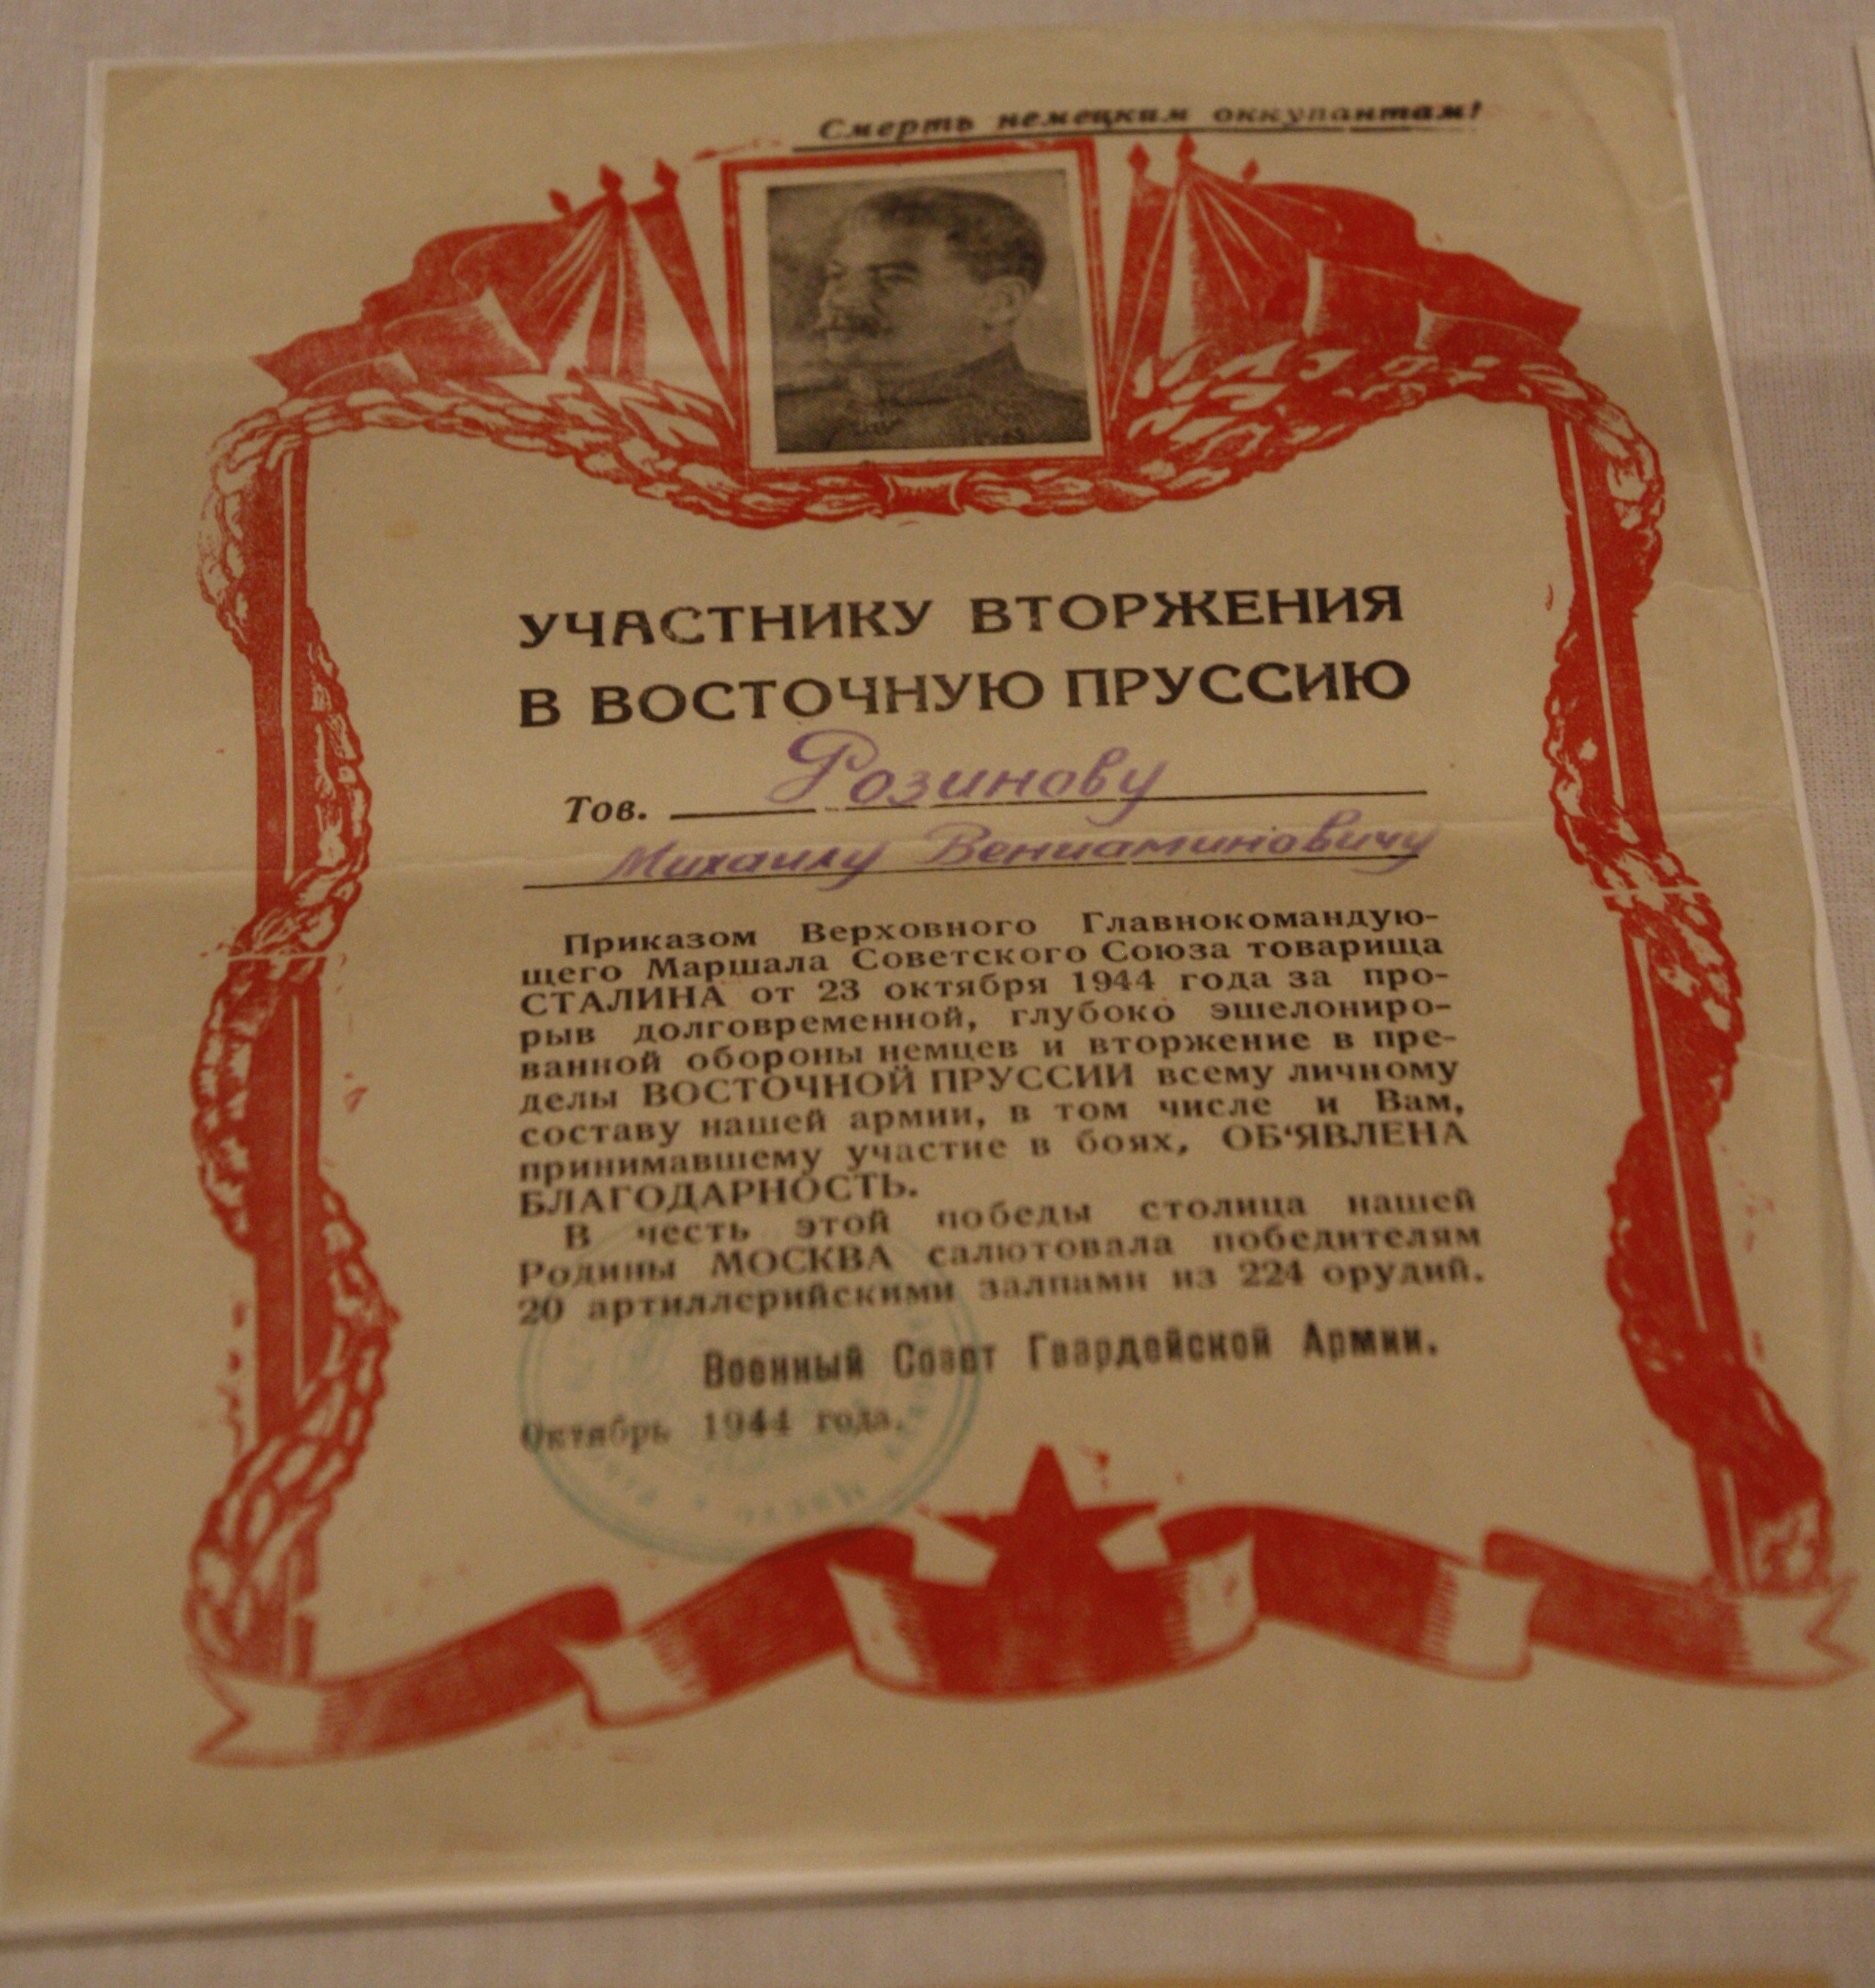 Смерть немецким оккупантам!
УЧАСТНИКУ ВТОРЖЕНИЯ
В ВОСТОЧНУЮ ПРУССИЮ
Тов. Розинову
Михаилу Вениаминовичу
Приказом Верховного Главнокомандую-
щего Маршала Советского Союза товарища
СТАЛИНА от 23 октября 1944 года за про-
рыв долговременной, глубоко эшелониро-
ванной обороны немцев и вторжение в пре-
делы ВОСТОЧНОЙ ПРУССИИ всему личному
составу нашей армии, в том числе и Вам,
принимавшему участие в боях, ОБ‘ЯВЛЕНА
БЛАГОДАРНОСТЬ.
В честь этой победы столица нашей
Родины МОСКВА салютовала победителям
20 артиллерийскими залпами из 224 орудий.
Военный Совет Гвардейской Армии.
Октябрь 1944 года.